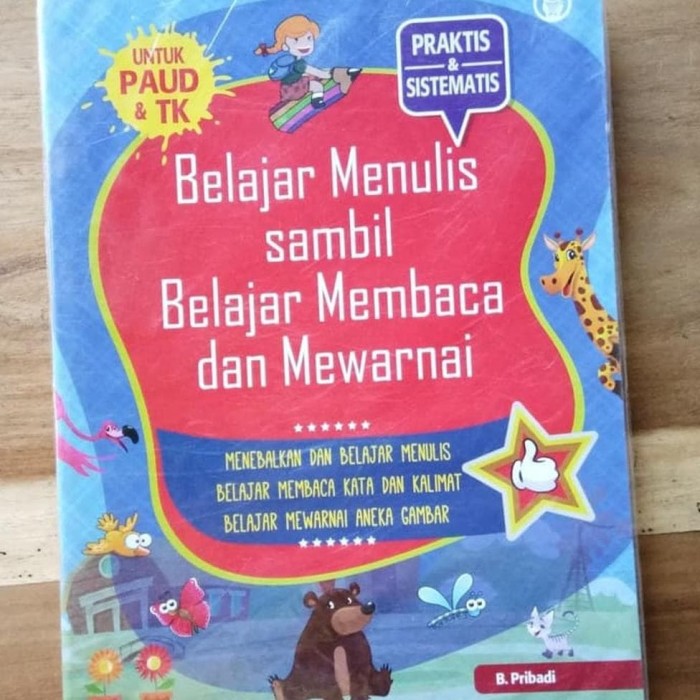 UNTUK
PAUD
& TK
PRAKTIS
&
SISTEMATIS
Belajar Menulis
sambil
Belajar Membaca
dan Mewarnai
MENEBALKAN DAN BELAJAR MENULIS
BELAJAR MEMBACA KATA DAN KALIMAT
BELAJAR MEWARNAI ANEKA GAMBAR
B. Pribadi